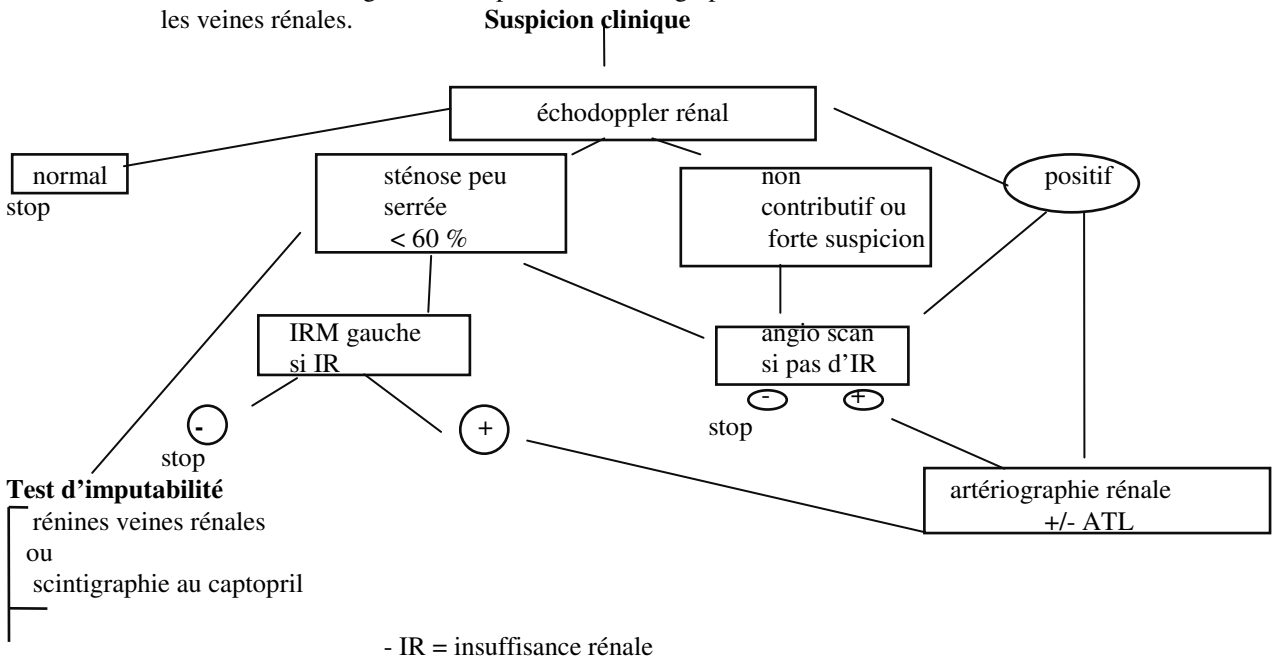 les veines rénales.
Suspicion clinique
échodoppler rénal
normal
stop
sténose peu
serrée
< 60 %
non
contributif ou
forte suspicion
positif
IRM gauche
si IR
angio scan
si pas d'IR
-
stop
+
-
stop
+
Test d'imputabilité
rénines veines rénales
ou
scintigraphie au captopril
artériographie rénale
+/- ATL
- IR = insuffisance rénale